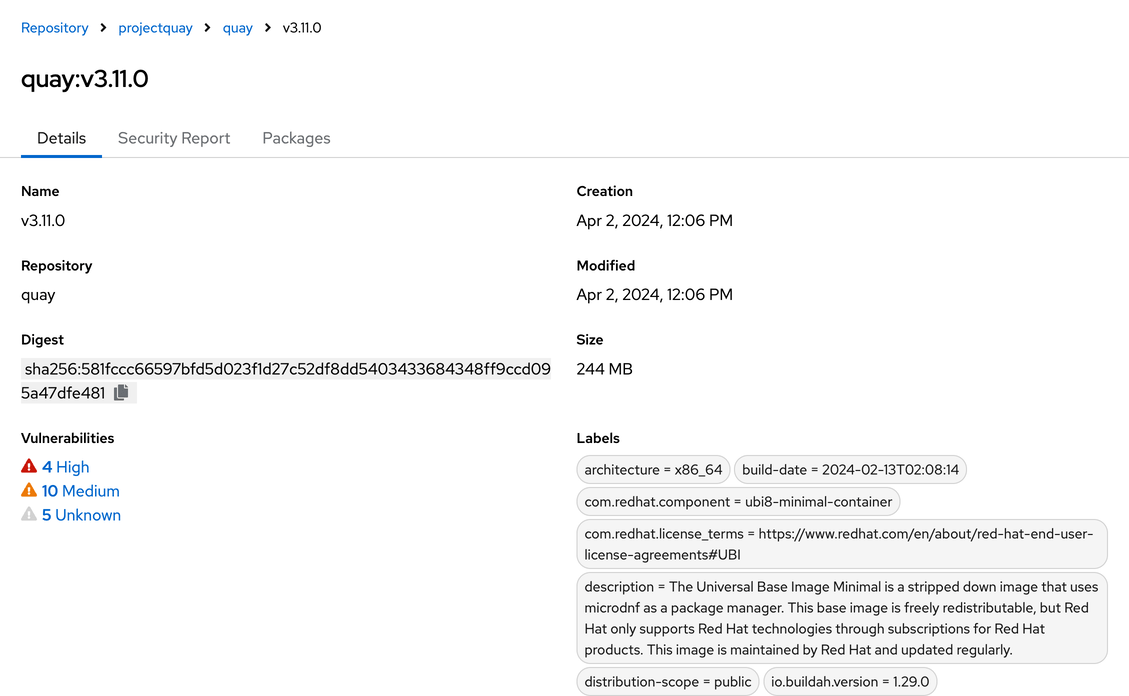 Repository > projectquay > quay > v3.11.0
quay:v3.11.0
Details Security Report Packages
Name
v3.11.0
Creation
Apr 2, 2024, 12:06 PM
Repository
quay
Modified
Apr 2, 2024, 12:06 PM
Digest
sha256:581fccc66597bfd5d023f1d27c52df8dd5403433684348ff9ccd09
5a47dfe481
Size
244 MB
Vulnerabilities
4 High
10 Medium
5 Unknown
Labels
architecture = x86_64 build-date = 2024-02-13T02:08:14
com.redhat.component = ubi8-minimal-container
com.redhat.license_terms = https://www.redhat.com/en/about/red-hat-end-user-
license-agreements#UBI
description = The Universal Base Image Minimal is a stripped down image that uses
microdnf as a package manager. This base image is freely redistributable, but Red
Hat only supports Red Hat technologies through subscriptions for Red Hat
products. This image is maintained by Red Hat and updated regularly.
distribution-scope = public io.buildah.version = 1.29.0